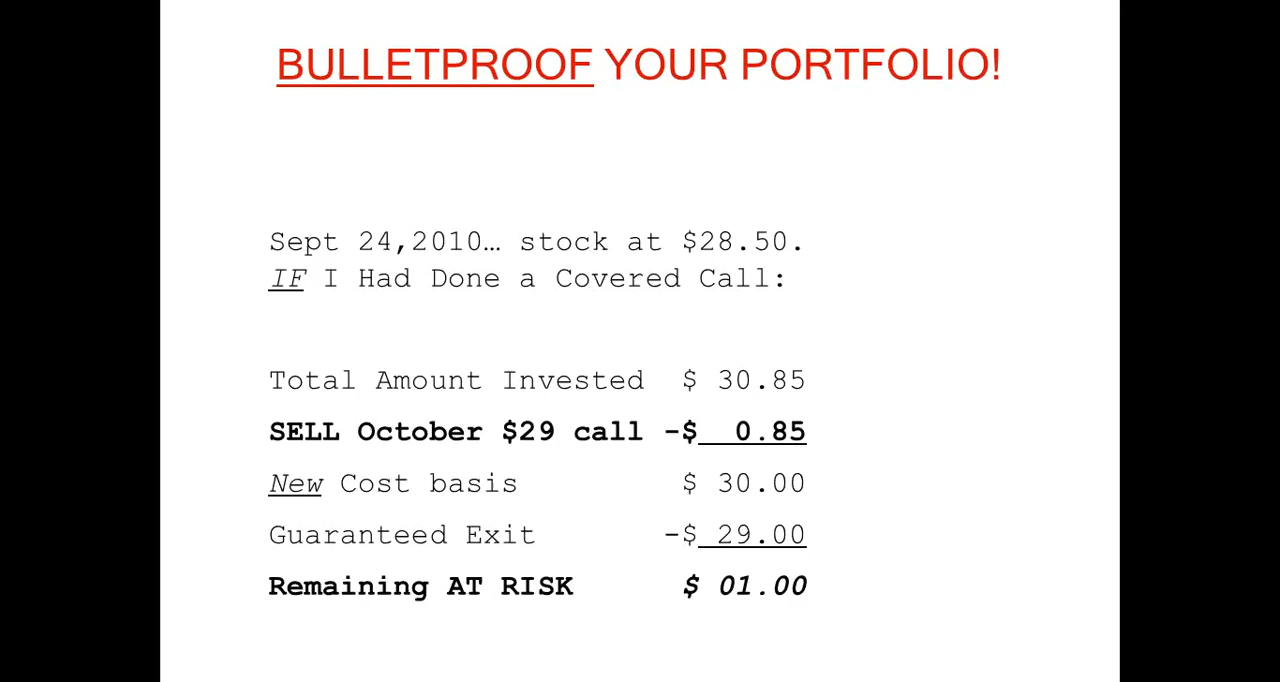 BULLETPROOF YOUR PORTFOLIO!
Sept 24,2010… stock at $28.50.
IF I Had Done a Covered Call:
Total Amount Invested $ 30.85
SELL October $29 call -$ 0.85
New Cost basis $ 30.00
Guaranteed Exit -$ 29.00
Remaining AT RISK $ 01.00